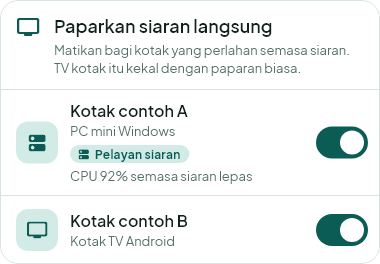 Paparkan siaran langsung
Matikan bagi kotak yang perlahan semasa siaran.
TV kotak itu kekal dengan paparan biasa.
Kotak contoh A
PC mini Windows
Pelayan siaran
CPU 92% semasa siaran lepas
Kotak contoh B
Kotak TV Android